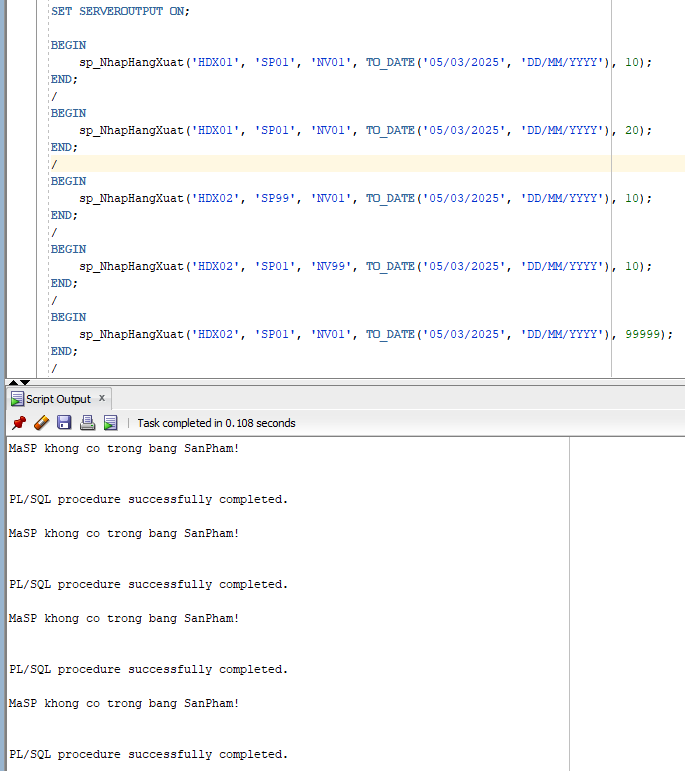 SET SERVEROUTPUT ON;
BEGIN
sp_NhapHangXuat('HDX01', 'SP01', 'NV01', TO_DATE('05/03/2025', 'DD/MM/YYYY'), 10);
END;
/
BEGIN
sp_NhapHangXuat('HDX01', 'SP01', 'NV01', TO_DATE('05/03/2025', 'DD/MM/YYYY'), 20);
END;
/
BEGIN
sp_NhapHangXuat('HDX02', 'SP99', 'NV01', TO_DATE('05/03/2025', 'DD/MM/YYYY'), 10);
END;
/
BEGIN
sp_NhapHangXuat('HDX02', 'SP01', 'NV99', TO_DATE('05/03/2025', 'DD/MM/YYYY'), 10);
END;
/
BEGIN
sp_NhapHangXuat('HDX02', 'SP01', 'NV01', TO_DATE('05/03/2025', 'DD/MM/YYYY'), 99999);
END;
/
Script Output x
Task completed in 0.108 seconds
MaSP khong co trong bang SanPham!
PL/SQL procedure successfully completed.
MaSP khong co trong bang SanPham!
PL/SQL procedure successfully completed.
MaSP khong co trong bang SanPham!
PL/SQL procedure successfully completed.
MaSP khong co trong bang SanPham!
PL/SQL procedure successfully completed.